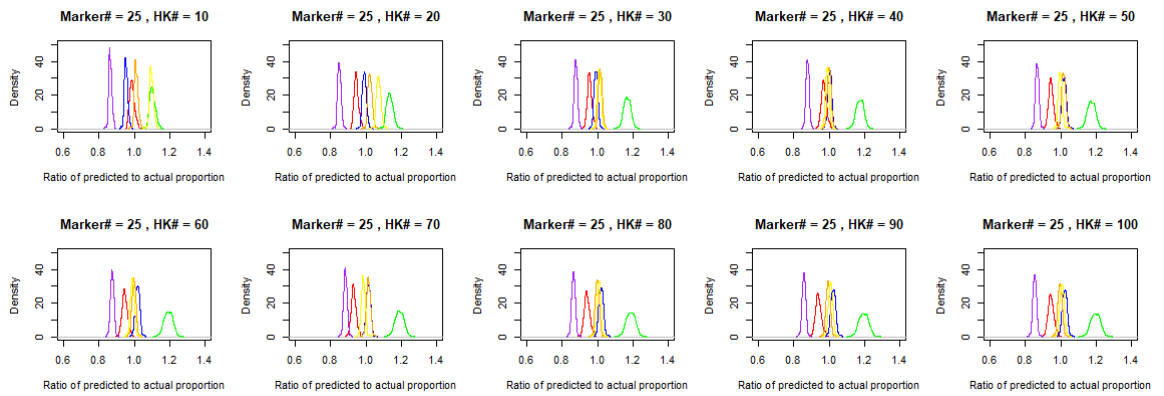 Marker# = 25 , HK# = 10
Density
0 20 40
0.6 0.8 1.0 1.2 1.4
Ratio of predicted to actual proportion
Marker# = 25 , HK# = 20
Density
0 20 40
0.6 0.8 1.0 1.2 1.4
Ratio of predicted to actual proportion
Marker# = 25 , HK# = 30
Density
0 20 40
0.6 0.8 1.0 1.2 1.4
Ratio of predicted to actual proportion
Marker# = 25 , HK# = 40
Density
0 20 40
0.6 0.8 1.0 1.2 1.4
Ratio of predicted to actual proportion
Marker# = 25 , HK# = 50
Density
0 20 40
0.6 0.8 1.0 1.2 1.4
Ratio of predicted to actual proportion
Marker# = 25 , HK# = 60
Density
0 20 40
0.6 0.8 1.0 1.2 1.4
Ratio of predicted to actual proportion
Marker# = 25 , HK# = 70
Density
0 20 40
0.6 0.8 1.0 1.2 1.4
Ratio of predicted to actual proportion
Marker# = 25 , HK# = 80
Density
0 20 40
0.6 0.8 1.0 1.2 1.4
Ratio of predicted to actual proportion
Marker# = 25 , HK# = 90
Density
0 20 40
0.6 0.8 1.0 1.2 1.4
Ratio of predicted to actual proportion
Marker# = 25 , HK# = 100
Density
0 20 40
0.6 0.8 1.0 1.2 1.4
Ratio of predicted to actual proportion